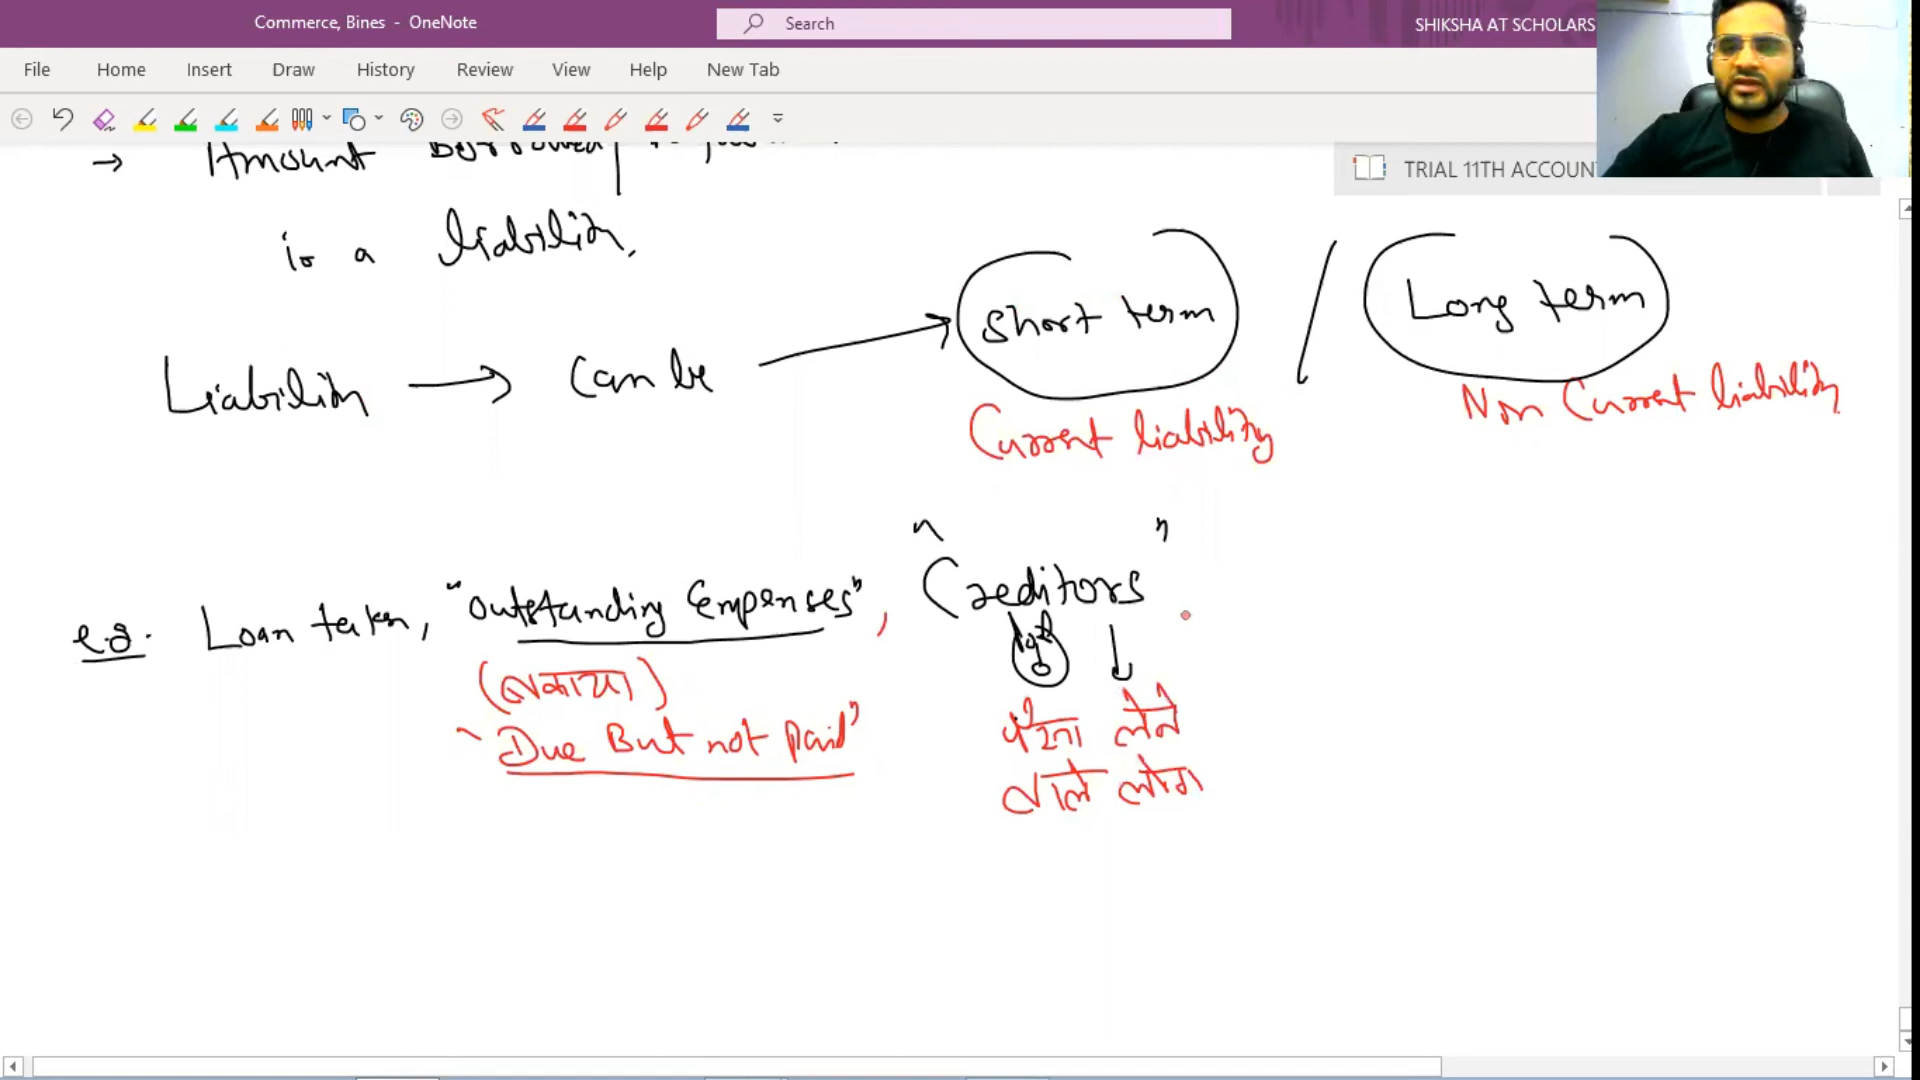 Commerce, Bines - OneNote
Search
SHIKSHA AT SCHOLARS
File Home Insert Draw History Review View Help New Tab
TRIAL 11TH ACCOUN
→ Amount Borrowed
is a liability.
Liability → Can be → Short term / Long term
Current liability
Non Current liability
e.g. Loan taken, "Outstanding Expenses", "Creditors"
(बकाया)
"Due But not Paid"
पैसा लेने
वाले लोग